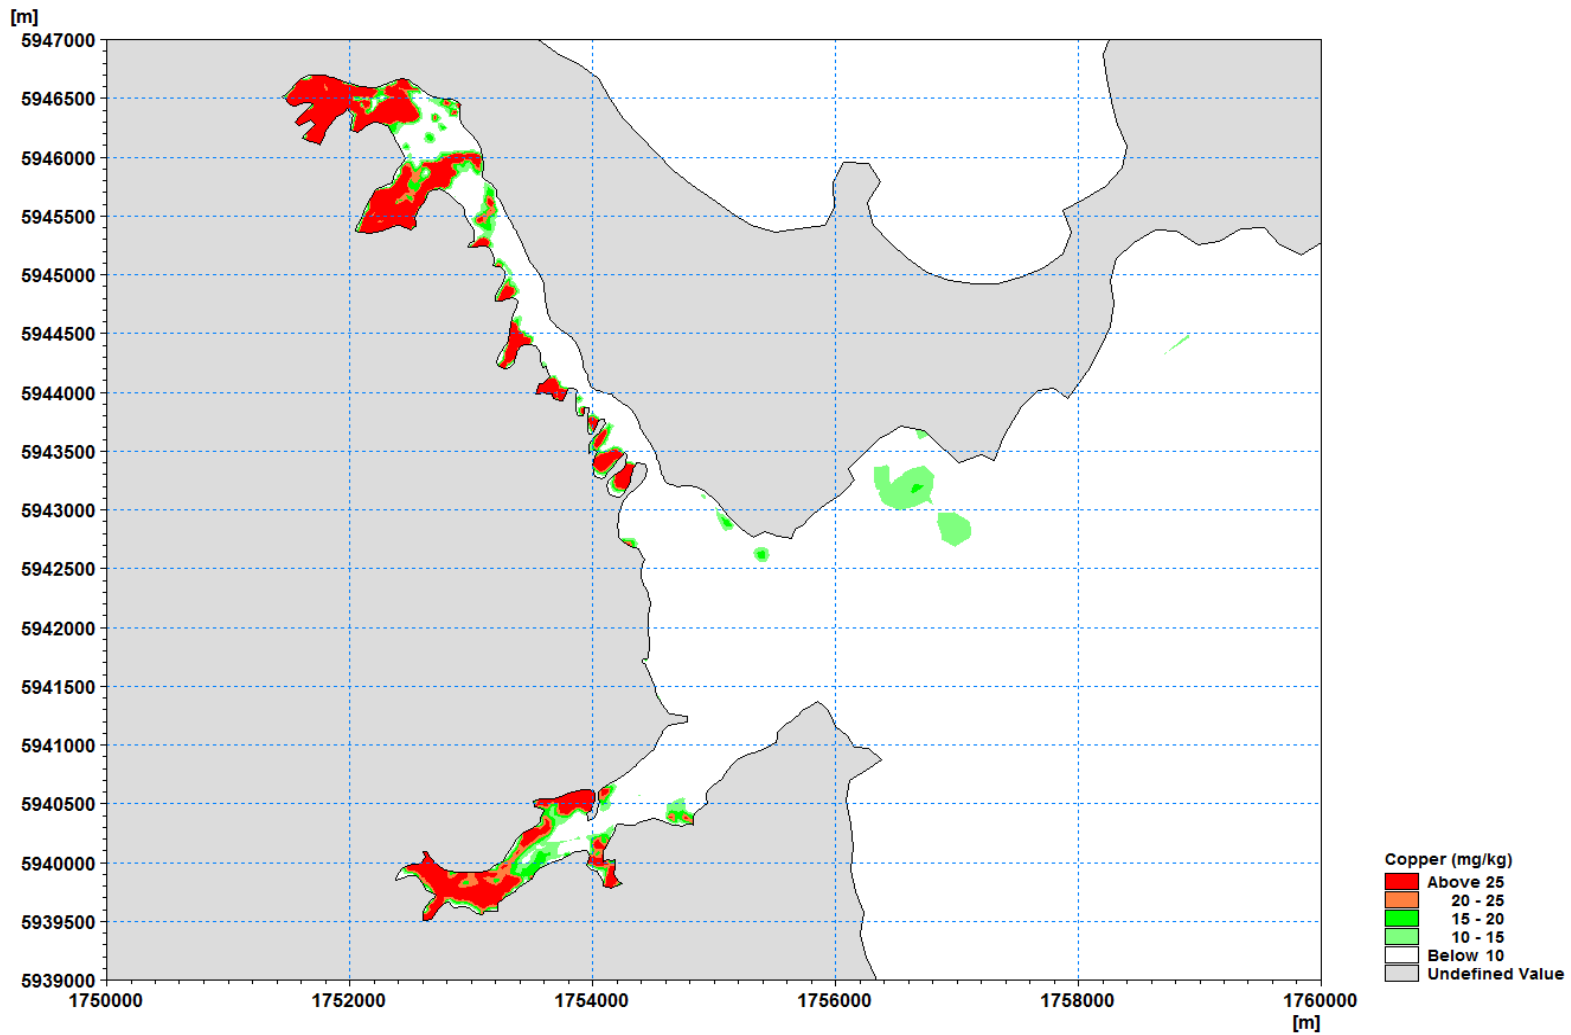 [m]
5947000
5946500
5946000
5945500
5945000
5944500
5944000
5943500
5943000
5942500
5942000
5941500
5941000
5940500
5940000
5939500
5939000
1750000 1752000 1754000 1756000 1758000 1760000
[m]
Copper (mg/kg)
Above 25
20 - 25
15 - 20
10 - 15
Below 10
Undefined Value